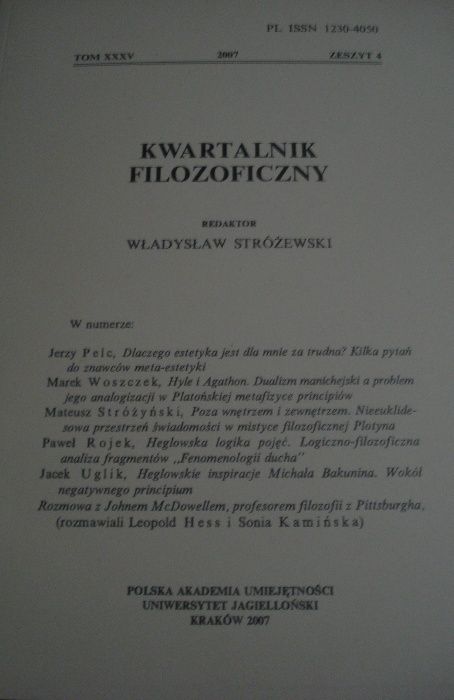 PL ISSN 1230-4050
TOM XXXV 2007 ZESZYT 4
KWARTALNIK
FILOZOFICZNY
REDAKTOR
WŁADYSŁAW STRÓŻEWSKI
W numerze:
Jerzy Pelc, Dlaczego estetyka jest dla mnie za trudna? Kilka pytań
do znawców meta-estetyki
Marek Woszczek, Hyle i Agathon. Dualizm manichejski a problem
jego analogizacji w Platońskiej metafizyce principiów
Mateusz Stróżyński, Poza wnętrzem i zewnętrzem. Nieeuklide-
sowa przestrzeń świadomości w mistyce filozoficznej Plotyna
Paweł Rojek, Heglowska logika pojęć. Logiczno-filozoficzna
analiza fragmentów „Fenomenologii ducha"
Jacek Uglik, Heglowskie inspiracje Michała Bakunina. Wokół
negatywnego principium
Rozmowa z Johnem McDowellem, profesorem filozofii z Pittsburgha,
(rozmawiali Leopold Hess i Sonia Kamińska)
POLSKA AKADEMIA UMIEJĘTNOŚCI
UNIWERSYTET JAGIELLOŃSKI
KRAKÓW 2007